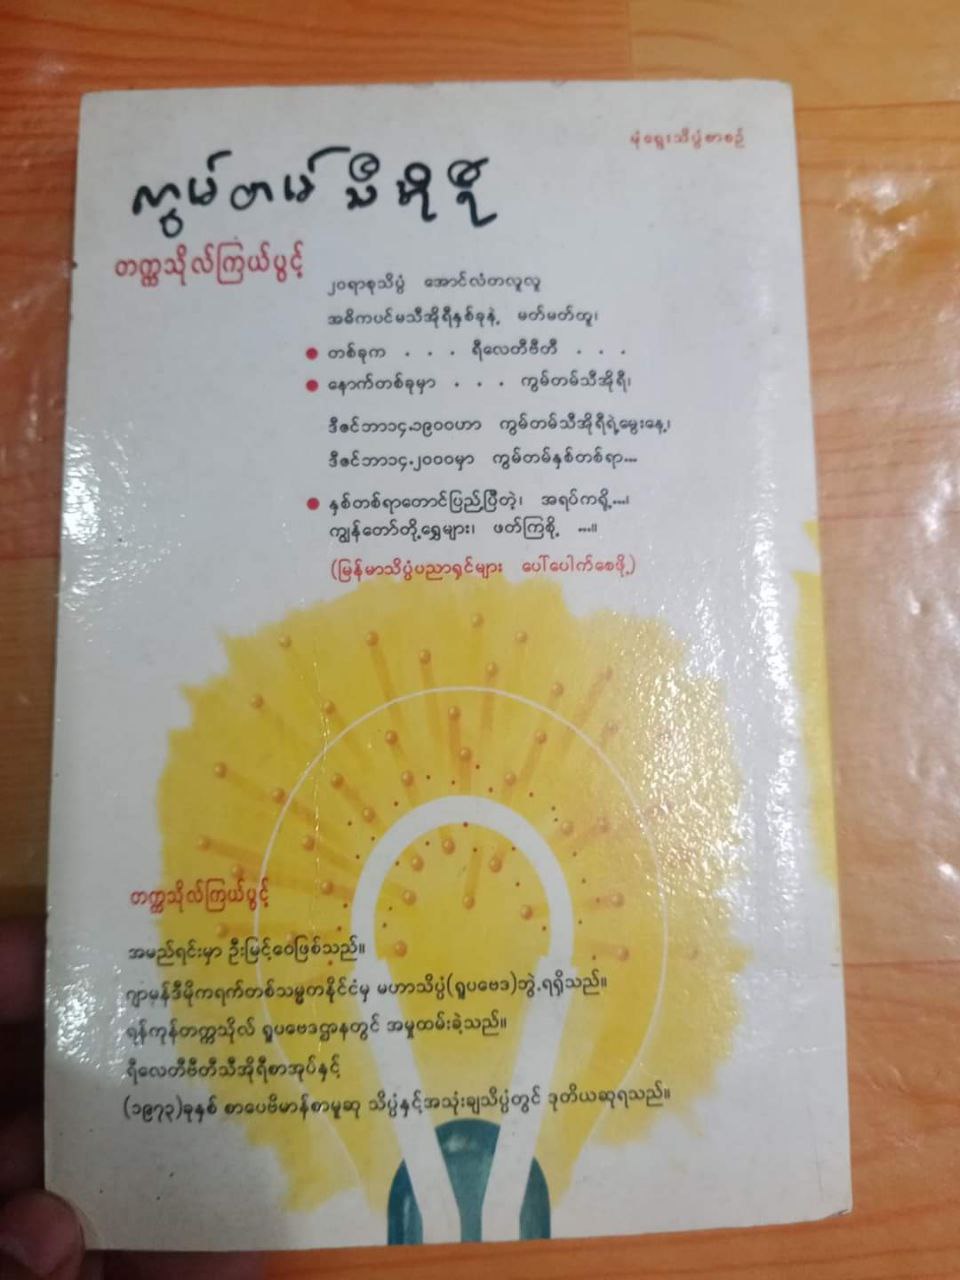 မုံရွေးသိပ္ပံစာစဉ်
ကွမ်တမ်သီအိုရီ
တက္ကသိုလ်ကြယ်ပွင့်
၂၀ရာစုသိပ္ပံ အောင်လံတလူလူ
အဓိကပင်မသီအိုရီနှစ်ခုနဲ့ မတ်မတ်ထူ၊
တစ်ခုက . . . ရီလေတီဗီတီ . . .
နောက်တစ်ခုမှာ . . . ကွမ်တမ်သီအိုရီ၊
ဒီဇင်ဘာ၁၄၊၁၉၀၀ဟာ ကွမ်တမ်သီအိုရီရဲ့မွေးနေ့၊
ဒီဇင်ဘာ၁၄၊၂၀၀၀မှာ ကွမ်တမ်နှစ်တစ်ရာ...
နှစ်တစ်ရာတောင်ပြည့်ပြီတဲ့၊ အရပ်ကရို့...၊
ကျွန်တော်တို့ရွှေများ၊ ဖတ်ကြစို့ ...။
(မြန်မာသိပ္ပံပညာရှင်များ ပေါ်ပေါက်စေဖို့)
တက္ကသိုလ်ကြယ်ပွင့်
အမည်ရင်းမှာ ဦးမြင့်ဝေဖြစ်သည်။
ဂျာမန်ဒီမိုကရက်တစ်သမ္မတနိုင်ငံမှ မဟာသိပ္ပံ(ရူပဗေဒ)ဘွဲ့ရရှိသည်။
ရန်ကုန်တက္ကသိုလ် ရူပဗေဒဌာနတွင် အမှုထမ်းခဲ့သည်။
ရီလေတီဗီတီသီအိုရီစာအုပ်နှင့်
(၁၉၇၃)ခုနှစ် စာပေဗိမာန်စာမူဆု သိပ္ပံနှင့်အသုံးချသိပ္ပံတွင် ဒုတိယဆုရသည်။